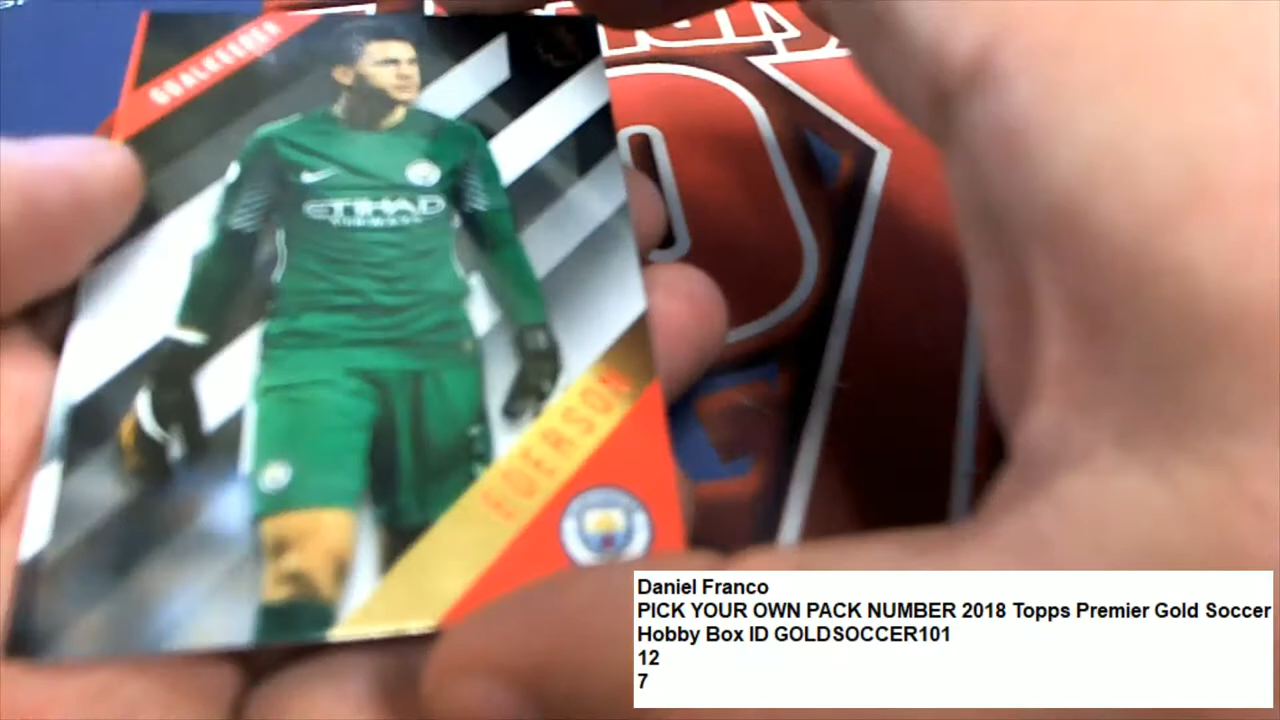 GOALKEEPER
ETIHAD
AIRWAYS
EDERSON
Daniel Franco
PICK YOUR OWN PACK NUMBER 2018 Topps Premier Gold Soccer
Hobby Box ID GOLDSOCCER101
12
7